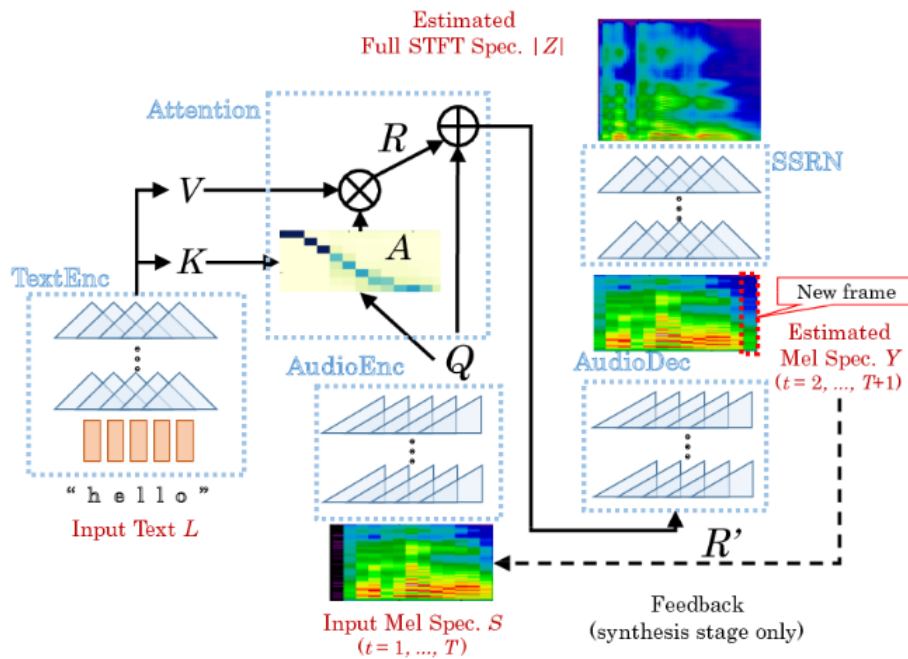 Estimated
Full STFT Spec. |Z|
Attention
R
SSRN
V
A
K
TextEnc
New frame
Q
Estimated
Mel Spec. Y
(t = 2, ..., T+1)
AudioEnc
AudioDec
“hello”
Input Text L
R’
Input Mel Spec. S
(t = 1, ..., T)
Feedback
(synthesis stage only)